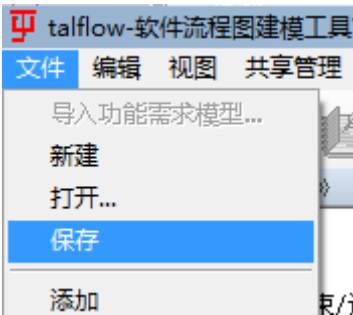 talflow-软件流程图建模工具
文件 编辑 视图 共享管理
导入功能需求模型...
新建
打开...
保存
添加